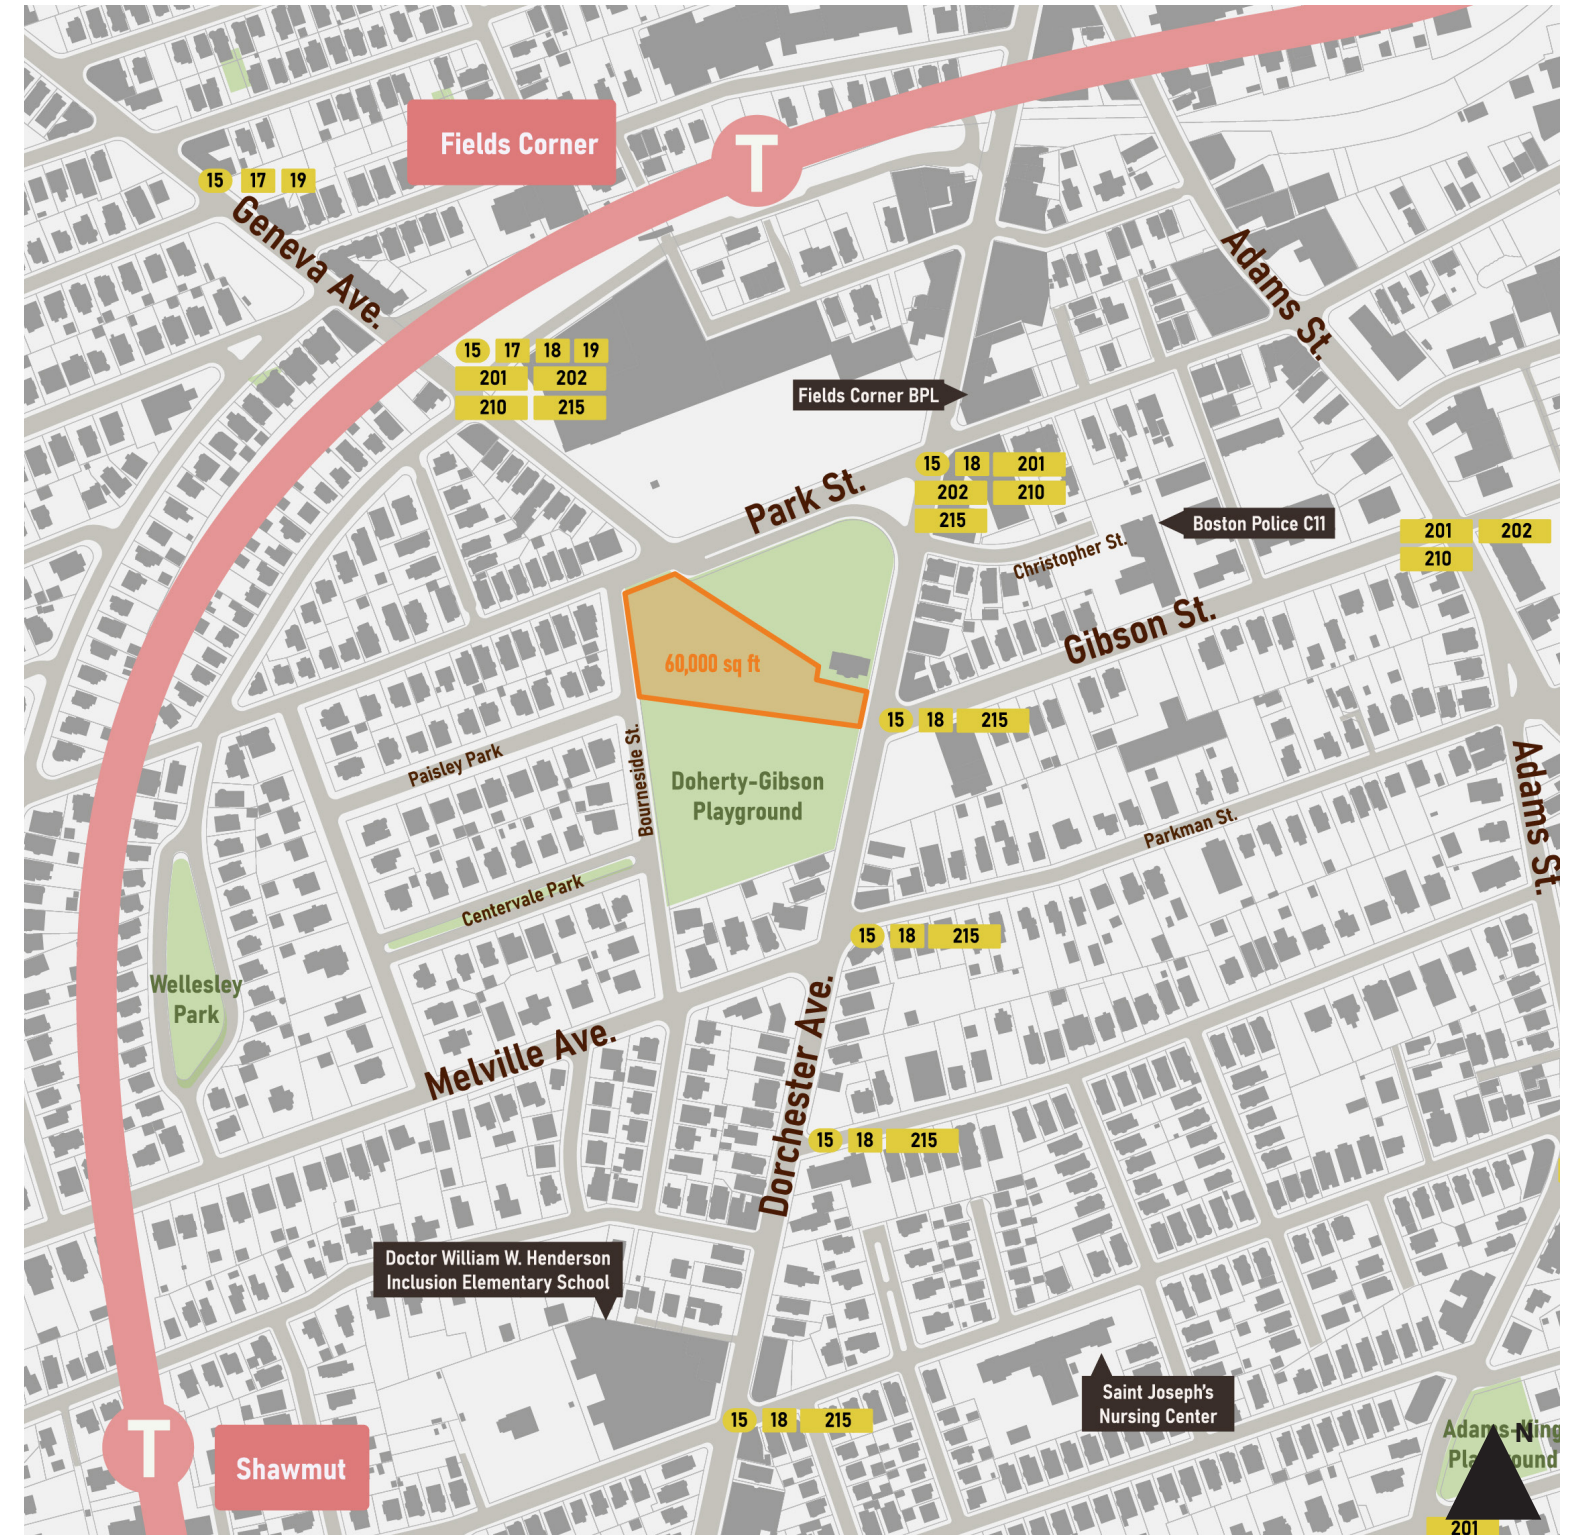 Fields Corner
T
15 17 19
Geneva Ave.
Adams St.
15 17 18 19
201 202
210 215
Fields Corner BPL
15 18 201
202 210
215
Park St.
Boston Police C11
Christopher St.
201 202
210
Gibson St.
60,000 sq ft
15 18 215
Bourneside St.
Paisley Park
Doherty-Gibson
Playground
Adams St.
Parkman St.
Centervale Park
15 18 215
Wellesley
Park
Dorchester Ave.
Melville Ave.
15 18 215
Doctor William W. Henderson
Inclusion Elementary School
Saint Joseph's
Nursing Center
15 18 215
T
Shawmut
N
201